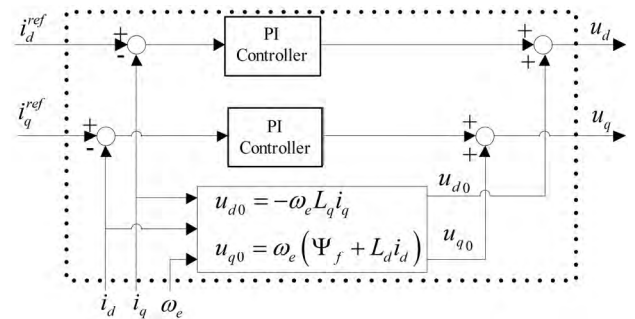 i_d^{ref}
+
-
PI
Controller
+
+
u_d
i_q^{ref}
+
-
PI
Controller
+
+
u_q
u_{d0} = -ω_e L_q i_q
u_{d0}
u_{q0} = ω_e (Ψ_f + L_d i_d)
u_{q0}
i_d i_q ω_e